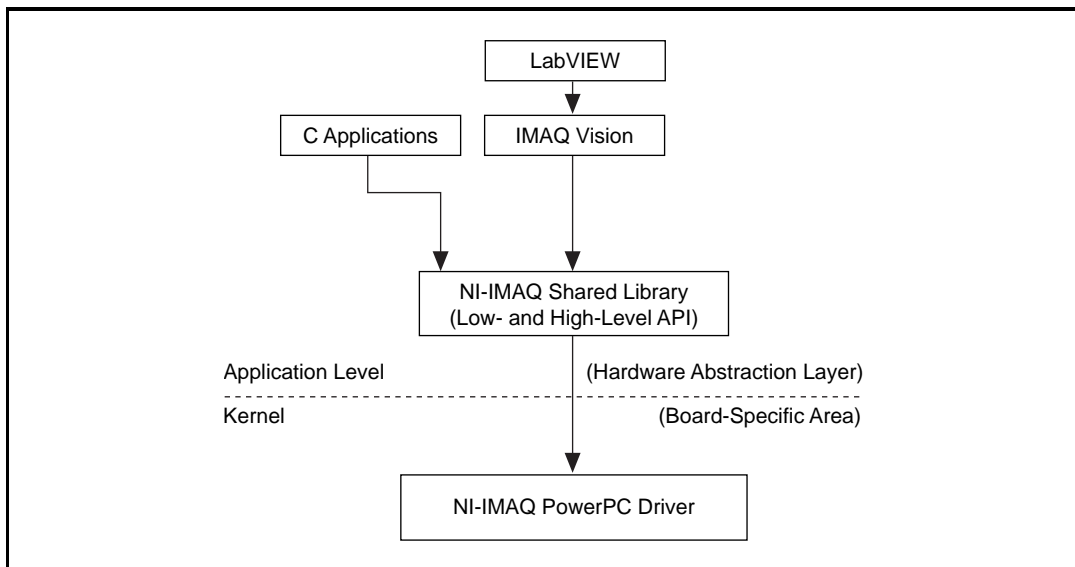 LabVIEW
C Applications
IMAQ Vision
NI-IMAQ Shared Library
(Low- and High-Level API)
Application Level
(Hardware Abstraction Layer)
Kernel
(Board-Specific Area)
NI-IMAQ PowerPC Driver